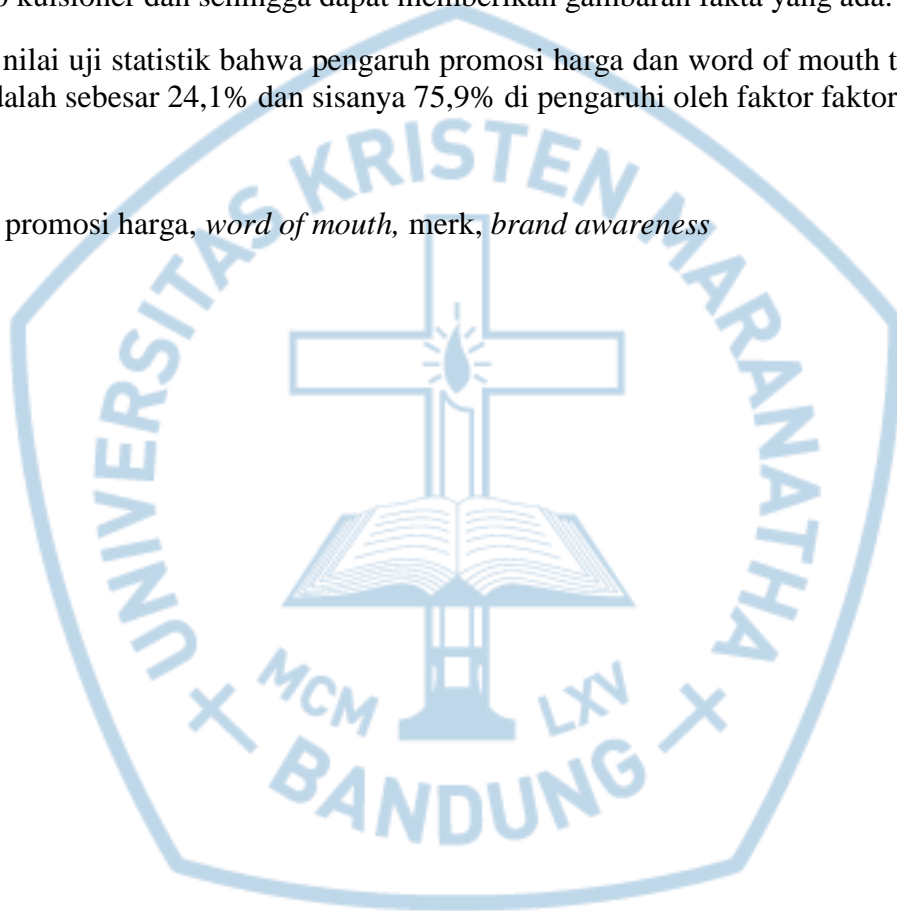 kuisioner dan sehingga dapat memberikan gambaran fakta yang ada.
nilai uji statistik bahwa pengaruh promosi harga dan word of mouth t
dalah sebesar 24,1% dan sisanya 75,9% di pengaruhi oleh faktor faktor
promosi harga, word of mouth, merk, brand awareness
UNIVERSITAS KRISTEN MARANATHA
MCM LXV
BANDUNG